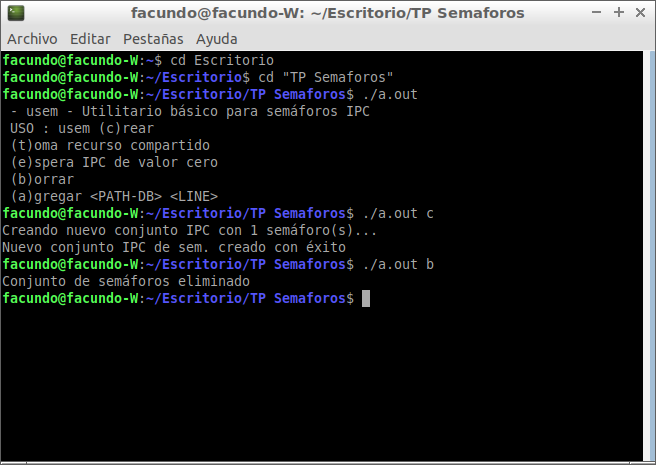 facundo@facundo-W: ~/Escritorio/TP Semaforos
Archivo Editar Pestañas Ayuda
facundo@facundo-W:~$ cd Escritorio
facundo@facundo-W:~/Escritorio$ cd "TP Semaforos"
facundo@facundo-W:~/Escritorio/TP Semaforos$ ./a.out
- usem - Utilitario básico para semáforos IPC
USO : usem (c)rear
(t)oma recurso compartido
(e)spera IPC de valor cero
(b)orrar
(a)gregar <PATH-DB> <LINE>
facundo@facundo-W:~/Escritorio/TP Semaforos$ ./a.out c
Creando nuevo conjunto IPC con 1 semáforo(s)...
Nuevo conjunto IPC de sem. creado con éxito
facundo@facundo-W:~/Escritorio/TP Semaforos$ ./a.out b
Conjunto de semáforos eliminado
facundo@facundo-W:~/Escritorio/TP Semaforos$